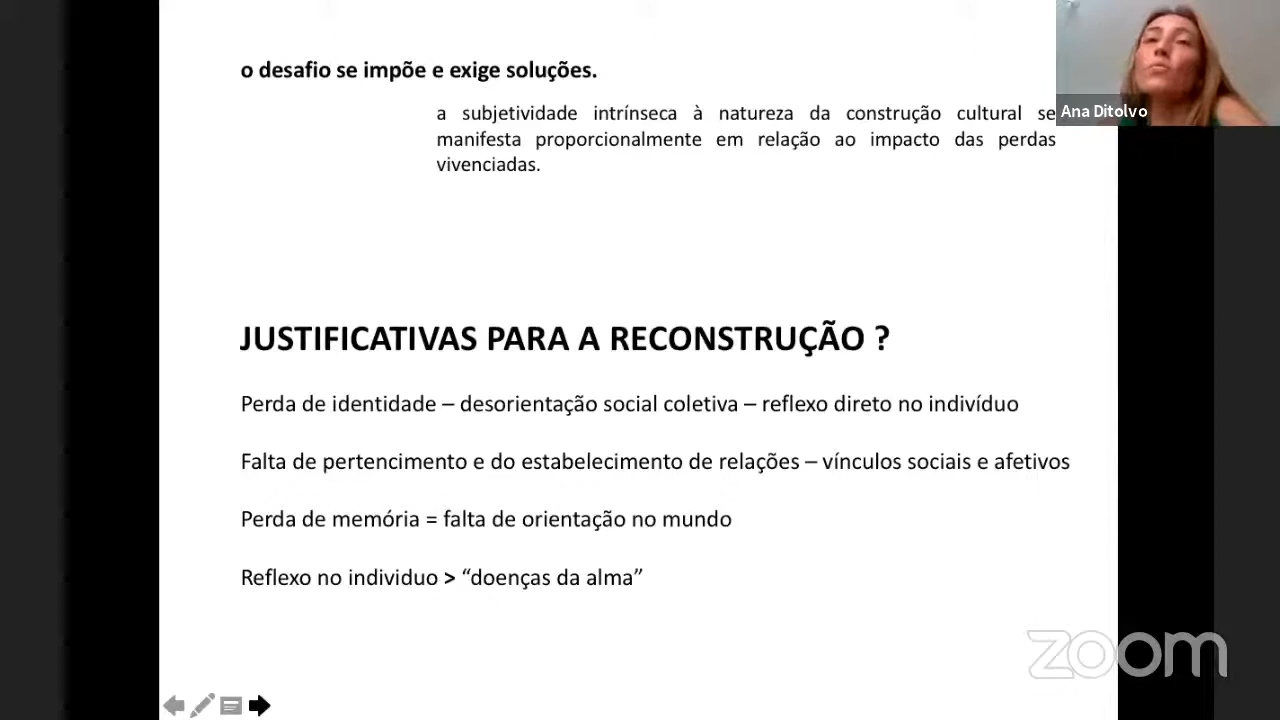 o desafio se impõe e exige soluções.
a subjetividade intrínseca à natureza da construção cultural se
manifesta proporcionalmente em relação ao impacto das perdas
vivenciadas.
Ana Ditolvo
JUSTIFICATIVAS PARA A RECONSTRUÇÃO ?
Perda de identidade – desorientação social coletiva – reflexo direto no indivíduo
Falta de pertencimento e do estabelecimento de relações – vínculos sociais e afetivos
Perda de memória = falta de orientação no mundo
Reflexo no individuo > “doenças da alma”
zoom